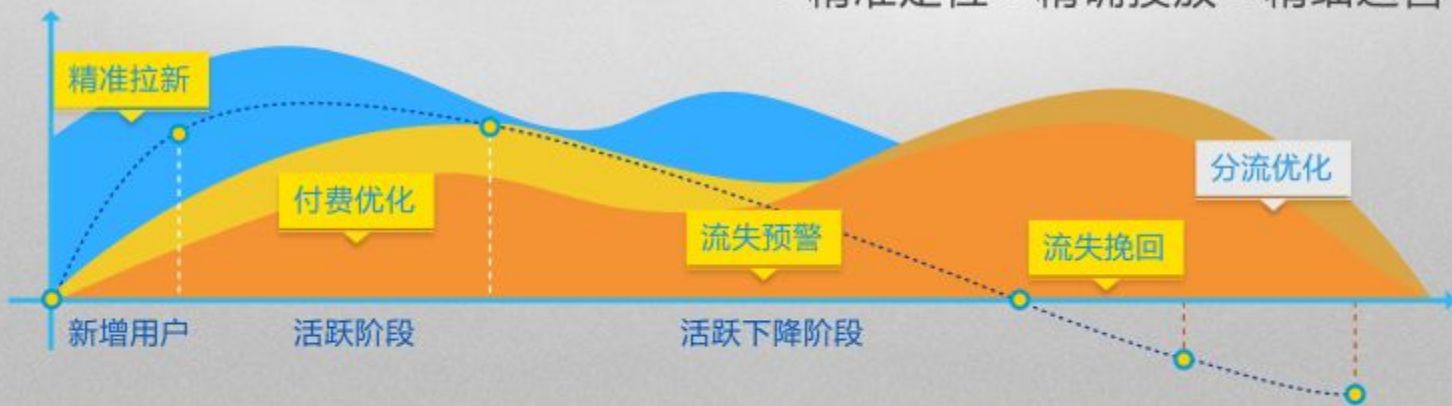 精准拉新
付费优化
流失预警
流失挽回
分流优化
新增用户
活跃阶段
活跃下降阶段